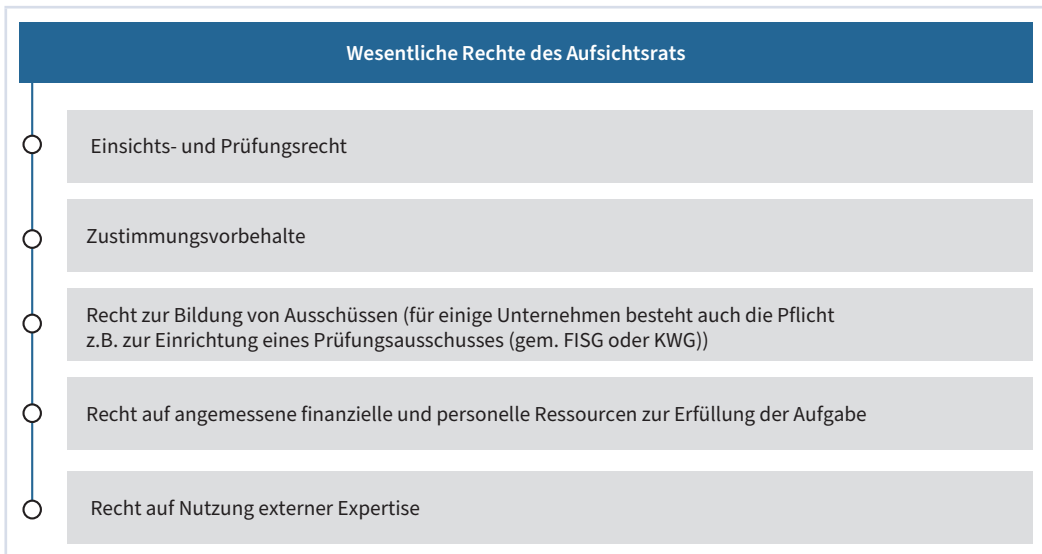 Wesentliche Rechte des Aufsichtsrats
Einsichts- und Prüfungsrecht
Zustimmungsvorbehalte
Recht zur Bildung von Ausschüssen (für einige Unternehmen besteht auch die Pflicht
z.B. zur Einrichtung eines Prüfungsausschusses (gem. FISG oder KWG))
Recht auf angemessene finanzielle und personelle Ressourcen zur Erfüllung der Aufgabe
Recht auf Nutzung externer Expertise